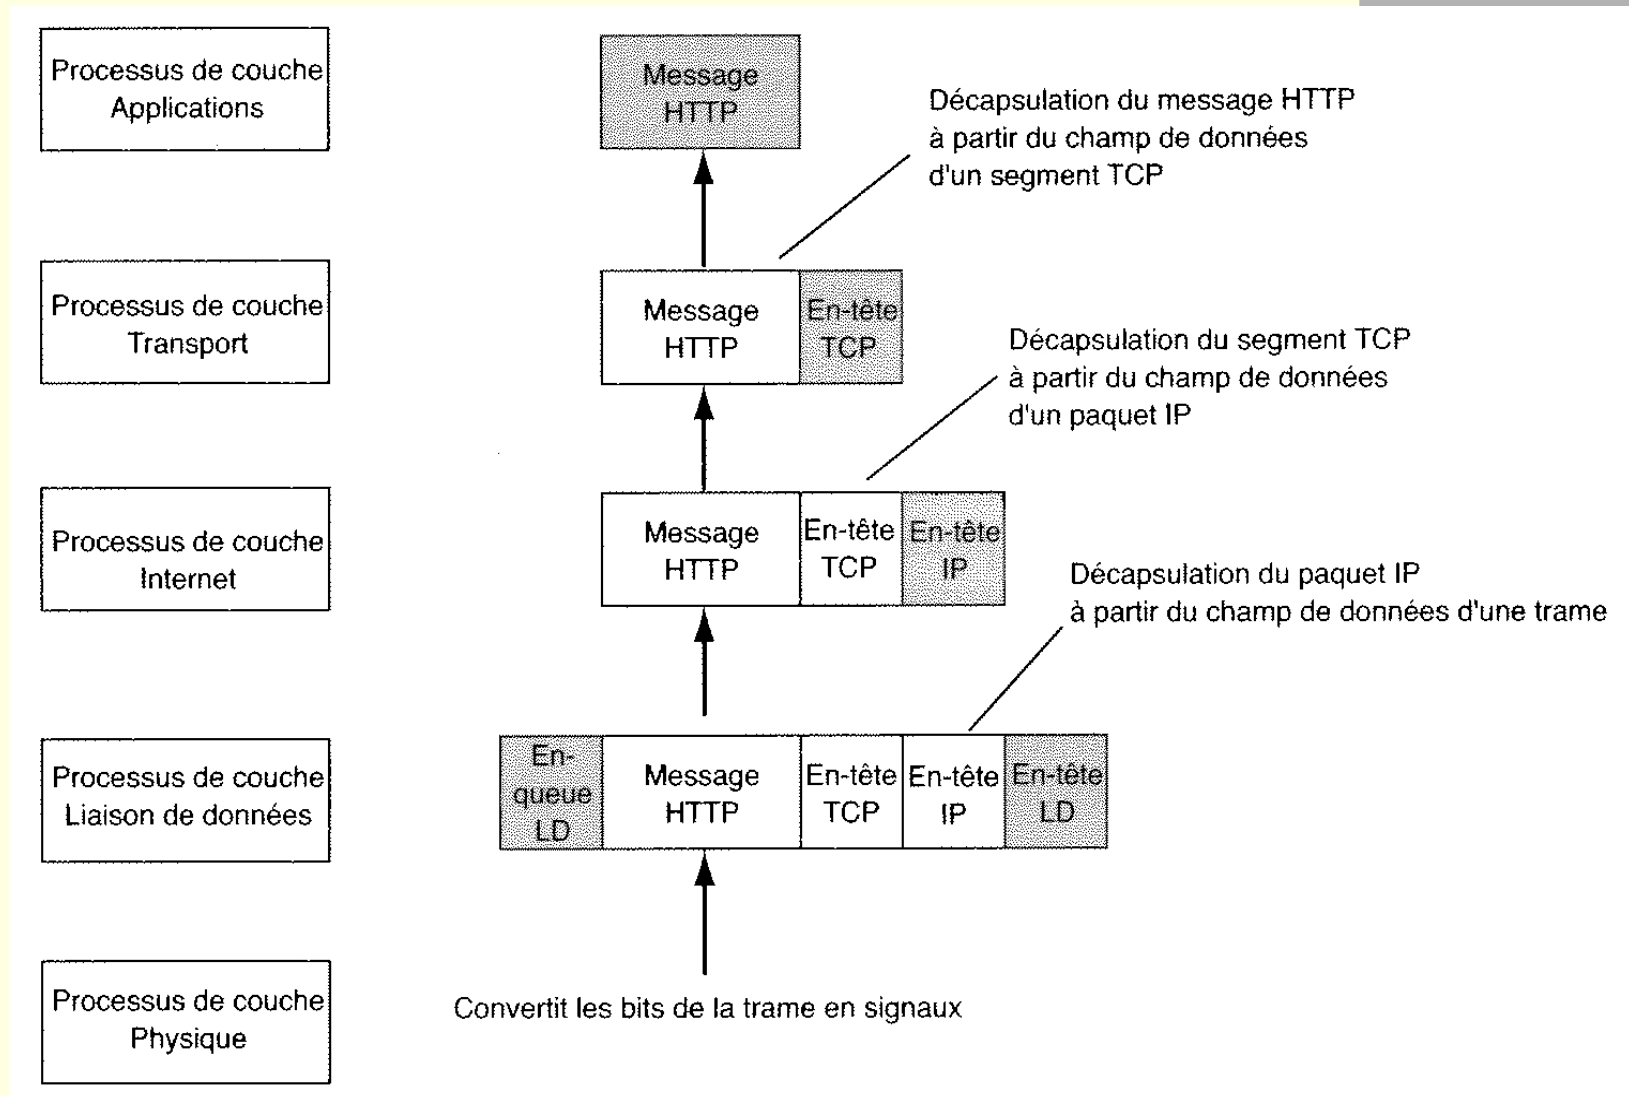 Processus de couche
Applications
Message
HTTP
Décapsulation du message HTTP
à partir du champ de données
d'un segment TCP
Processus de couche
Transport
Message
HTTP
En-tête
TCP
Décapsulation du segment TCP
à partir du champ de données
d'un paquet IP
Processus de couche
Internet
Message
HTTP
En-tête
TCP
En-tête
IP
Décapsulation du paquet IP
à partir du champ de données d'une trame
Processus de couche
Liaison de données
En-
queue
LD
Message
HTTP
En-tête
TCP
En-tête
IP
En-tête
LD
Processus de couche
Physique
Convertit les bits de la trame en signaux